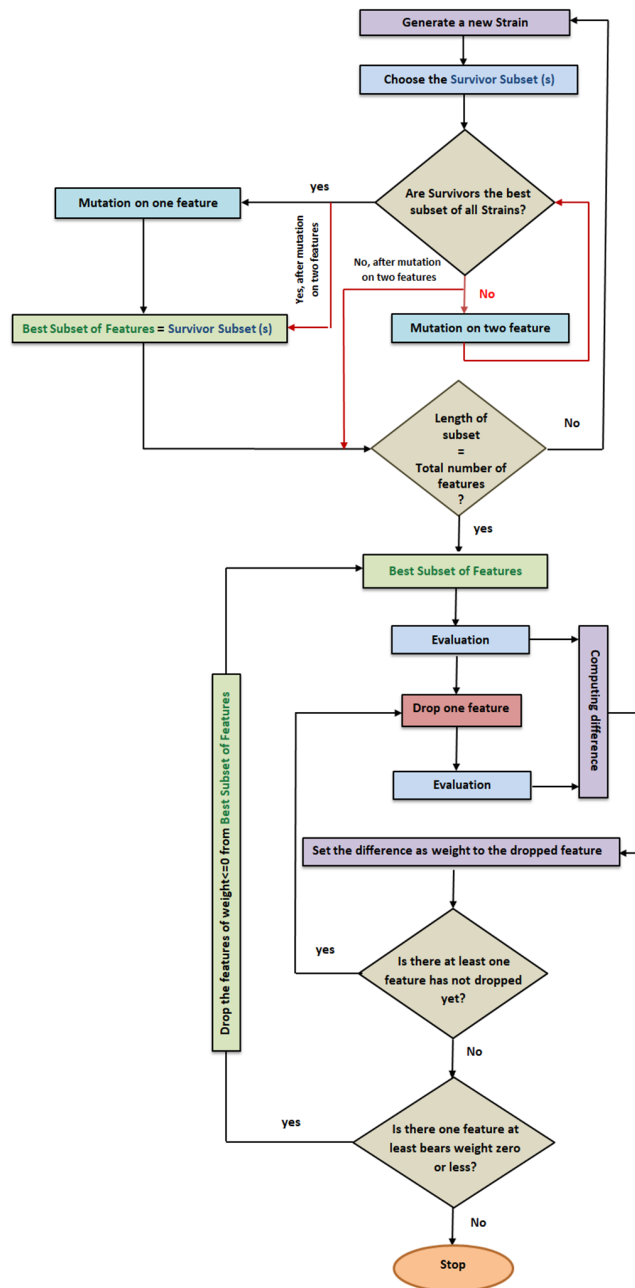 Generate a new Strain
Choose the Survivor Subset (s)
Are Survivors the best
subset of all Strains?
yes
Mutation on one feature
Yes, after mutation
on two features
No, after mutation
on two features
No
Best Subset of Features = Survivor Subset (s)
Mutation on two feature
Length of
subset
=
Total number of
features
?
No
yes
Best Subset of Features
Evaluation
Computing difference
Drop one feature
Evaluation
Drop the features of weight<=0 from Best Subset of Features
Set the difference as weight to the dropped feature
yes
Is there at least one
feature has not dropped
yet?
No
yes
Is there one feature at
least bears weight zero
or less?
No
Stop